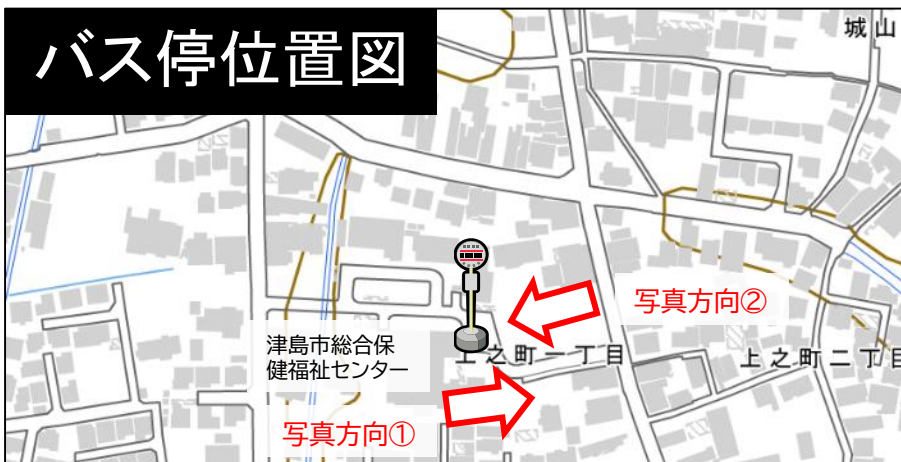 バス停位置図
城山
写真方向②
津島市総合保
健福祉センター
上之町一丁目
上之町二丁目
写真方向①